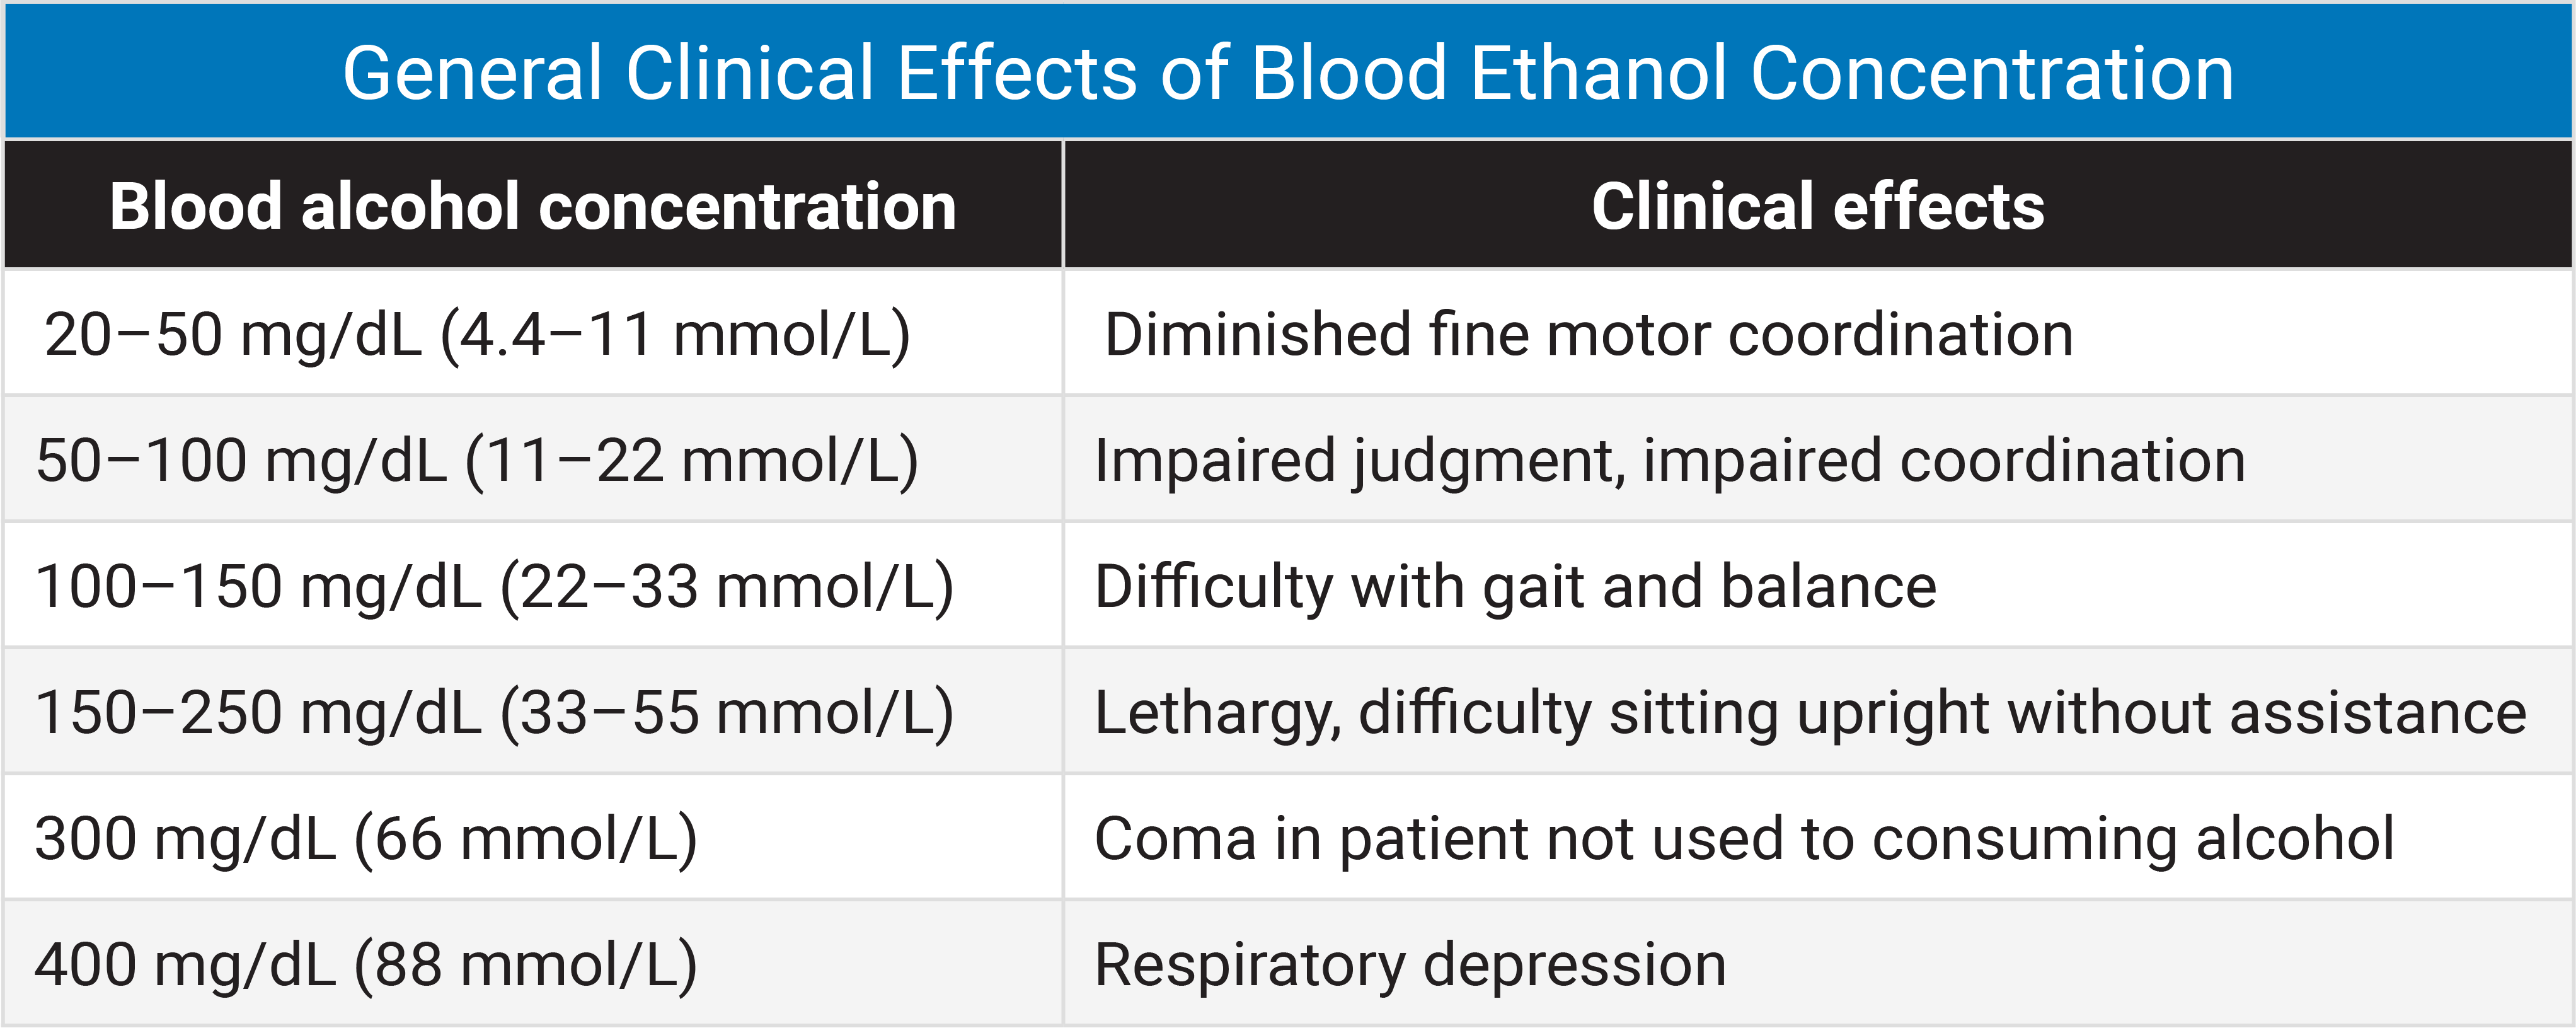 General Clinical Effects of Blood Ethanol Concentration
Blood alcohol concentration Clinical effects
20–50 mg/dL (4.4–11 mmol/L) Diminished fine motor coordination
50–100 mg/dL (11–22 mmol/L) Impaired judgment, impaired coordination
100–150 mg/dL (22–33 mmol/L) Difficulty with gait and balance
150–250 mg/dL (33–55 mmol/L) Lethargy, difficulty sitting upright without assistance
300 mg/dL (66 mmol/L) Coma in patient not used to consuming alcohol
400 mg/dL (88 mmol/L) Respiratory depression